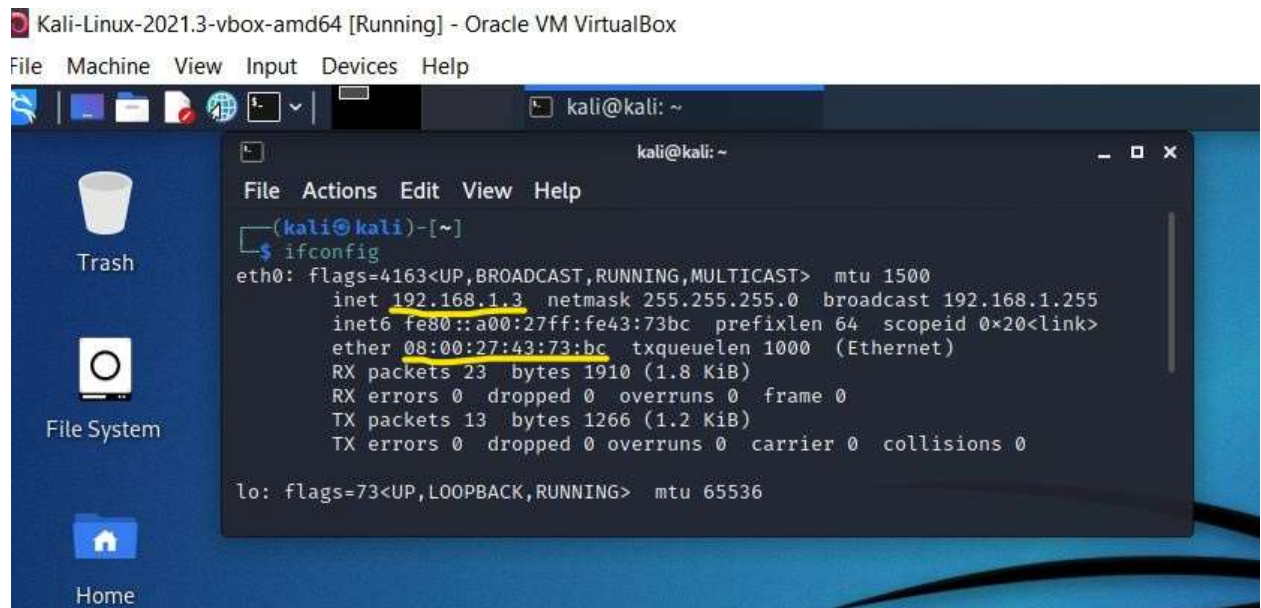 Kali-Linux-2021.3-vbox-amd64 [Running] - Oracle VM VirtualBox
File Machine View Input Devices Help
kali@kali: ~
kali@kali: ~
File Actions Edit View Help
Trash
File System
Home
(kali㉿kali)-[~]
$ ifconfig
eth0: flags=4163<UP,BROADCAST,RUNNING,MULTICAST> mtu 1500
inet 192.168.1.3 netmask 255.255.255.0 broadcast 192.168.1.255
inet6 fe80::a00:27ff:fe43:73bc prefixlen 64 scopeid 0×20<link>
ether 08:00:27:43:73:bc txqueuelen 1000 (Ethernet)
RX packets 23 bytes 1910 (1.8 KiB)
RX errors 0 dropped 0 overruns 0 frame 0
TX packets 13 bytes 1266 (1.2 KiB)
TX errors 0 dropped 0 overruns 0 carrier 0 collisions 0
lo: flags=73<UP,LOOPBACK,RUNNING> mtu 65536